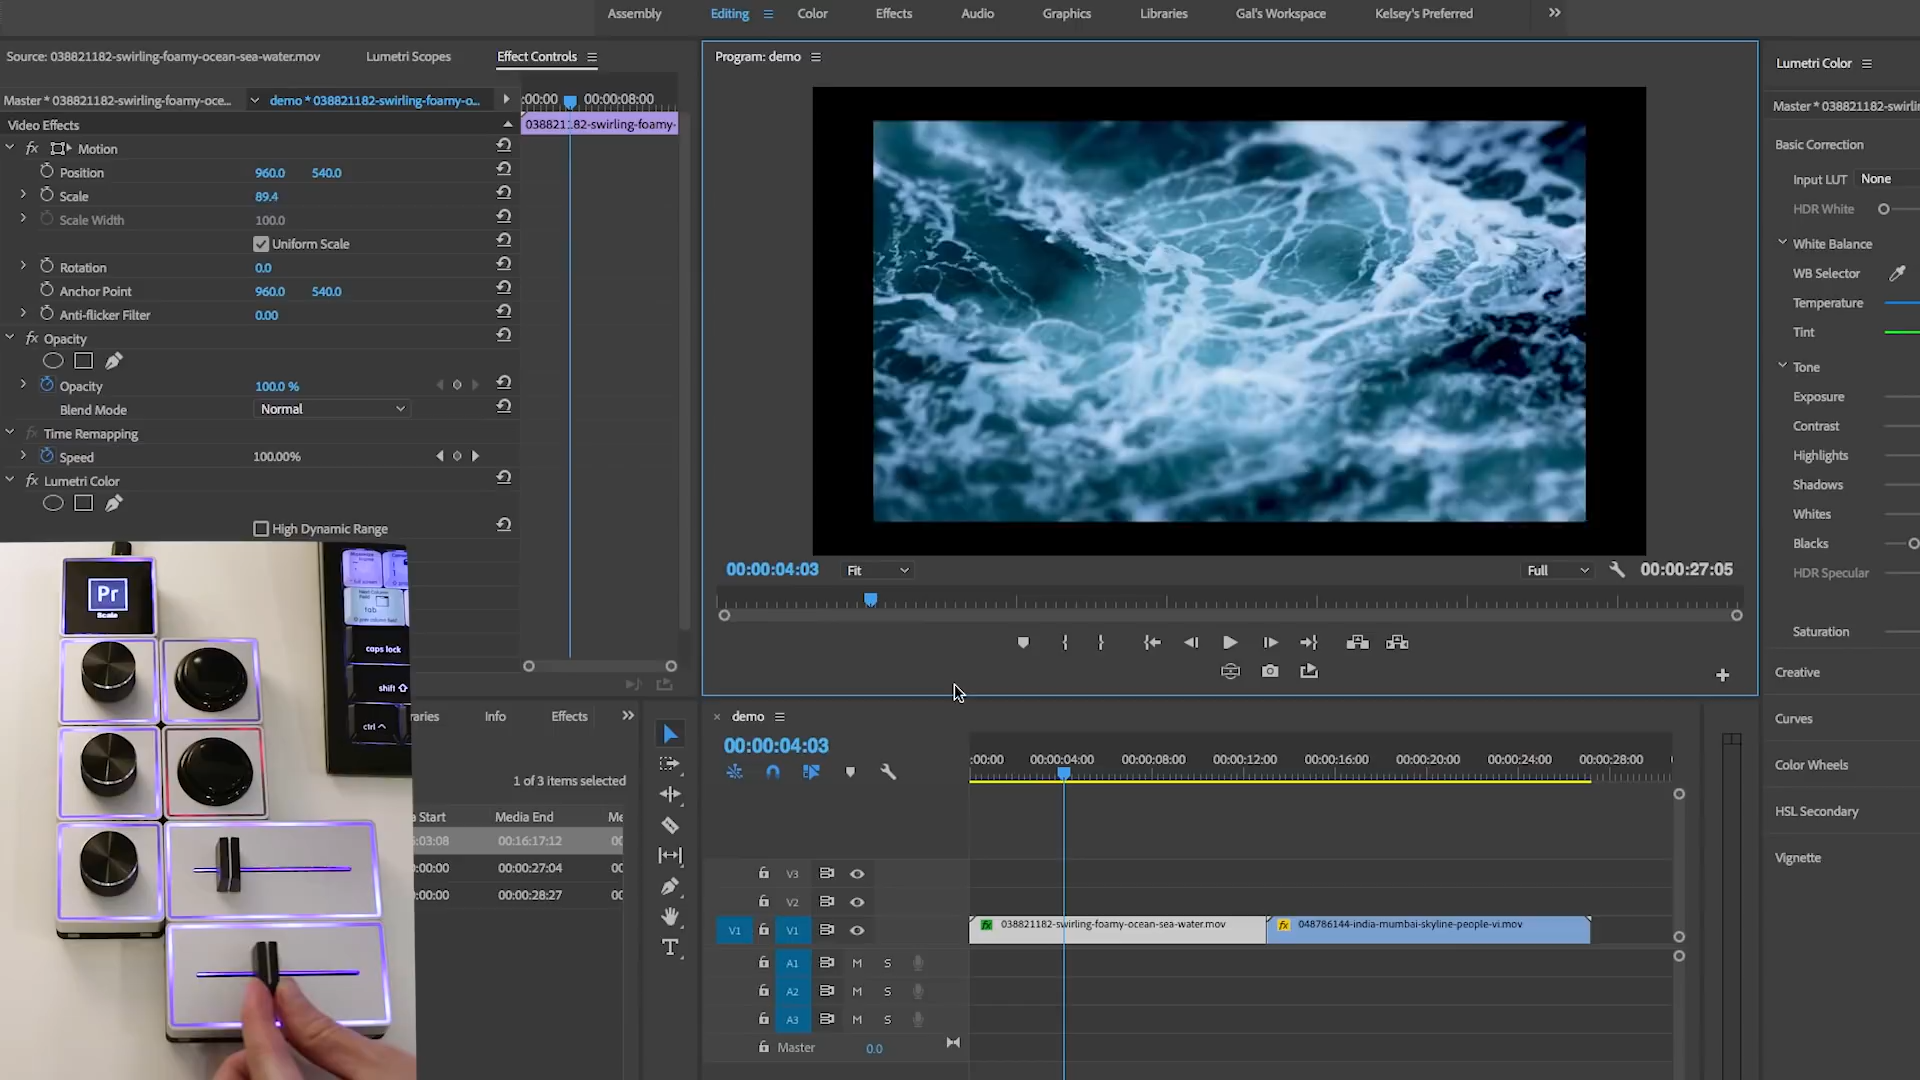 Assembly
Editing
Color
Effects
Audio
Graphics
Libraries
Gal's Workspace
Kelsey's Preferred
Source: 038821182-swirling-foamy-ocean-sea-water.mov
Lumetri Scopes
Effect Controls
Master * 038821182-swirling-foamy-oce...
demo * 038821182-swirling-foamy-o...
:00:00
00:00:08:00
Video Effects
038821182-swirling-foamy-
Motion
Position 960.0 540.0
Scale 89.4
Scale Width 100.0
Uniform Scale
Rotation 0.0
Anchor Point 960.0 540.0
Anti-flicker Filter 0.00
Opacity
Opacity 100.0 %
Blend Mode Normal
Time Remapping
Speed 100.00%
Lumetri Color
High Dynamic Range
Program: demo
00:00:04:03
Fit
Full
00:00:27:05
Lumetri Color
Master * 038821182-swirlin
Basic Correction
Input LUT None
HDR White
White Balance
WB Selector
Temperature
Tint
Tone
Exposure
Contrast
Highlights
Shadows
Whites
Blacks
HDR Specular
Saturation
Creative
Curves
Color Wheels
HSL Secondary
Vignette
Pr
Scale
tab
caps lock
shift
ctrl
raries
Info
Effects
1 of 3 items selected
a Start
Media End
Me
:03:08
00:16:17:12
00
:00:00
00:00:27:04
00
:00:00
00:00:28:27
00
demo
00:00:04:03
:00:00
00:00:04:00
00:00:08:00
00:00:12:00
00:00:16:00
00:00:20:00
00:00:24:00
00:00:28:00
V3
V2
V1
V1
038821182-swirling-foamy-ocean-sea-water.mov
048786144-india-mumbai-skyline-people-vi.mov
A1 M S
A2 M S
A3 M S
Master 0.0